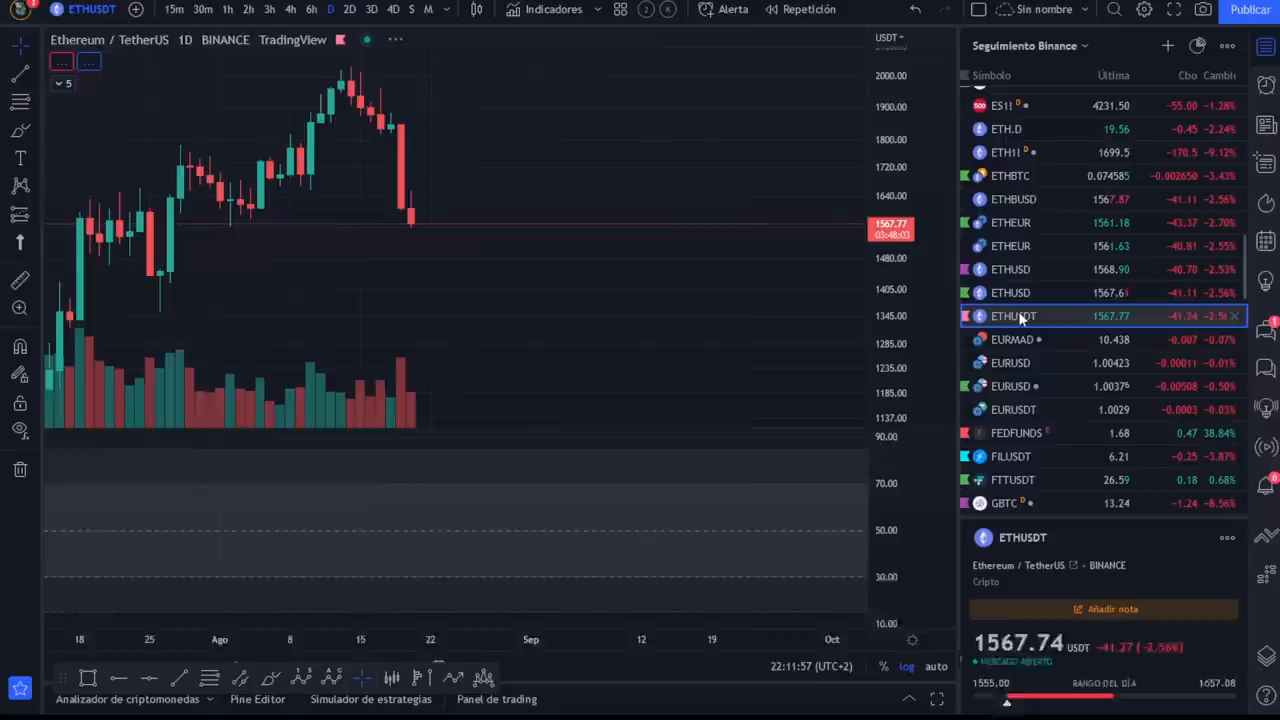 ETHUSDT 15m 30m 1h 2h 3h 4h 6h D 2D 3D 4D S M Indicadores 2 K Alerta Repetición Sin nombre Publicar
Ethereum / TetherUS 1D BINANCE TradingView
... ...
5
USDT
2000.00
1900.00
1800.00
1720.00
1640.00
1567.77
03:48:03
1480.00
1405.00
1345.00
1285.00
1235.00
1185.00
1137.00
90.00
70.00
50.00
30.00
10.00
18 25 Ago 8 15 22 Sep 12 19 Oct
22:11:57 (UTC+2) % log auto
Analizador de criptomonedas Pine Editor Simulador de estrategias Panel de trading
Seguimiento Binance
Símbolo Última Cbo Cambic
500 ES1! D 4231.50 -55.00 -1.28%
ETH.D 19.56 -0.45 -2.24%
ETH1! D 1699.5 -170.5 -9.12%
ETHBTC 0.074585 -0.002650 -3.43%
ETHBUSD 1567.87 -41.11 -2.56%
ETHEUR 1561.18 -43.37 -2.70%
ETHEUR 1561.63 -40.81 -2.55%
ETHUSD 1568.90 -40.70 -2.53%
ETHUSD 1567.61 -41.11 -2.56%
ETHUSDT 1567.77 -41.24
EURMAD 10.438 -0.007 -0.07%
EURUSD 1.00423 -0.00011 -0.01%
EURUSD 1.00376 -0.00508 -0.50%
EURUSDT 1.0029 -0.0003 -0.03%
FEDFUNDS E 1.68 0.47 38.84%
FILUSDT 6.21 -0.25 -3.87%
FTTUSDT 26.59 0.18 0.68%
GBTC D 13.24 -1.24 -8.56%
ETHUSDT
Ethereum / TetherUS • BINANCE
Cripto
Añadir nota
1567.74 USDT
MERCADO ABIERTO
1555.00 RANGO DEL DÍA 1657.08